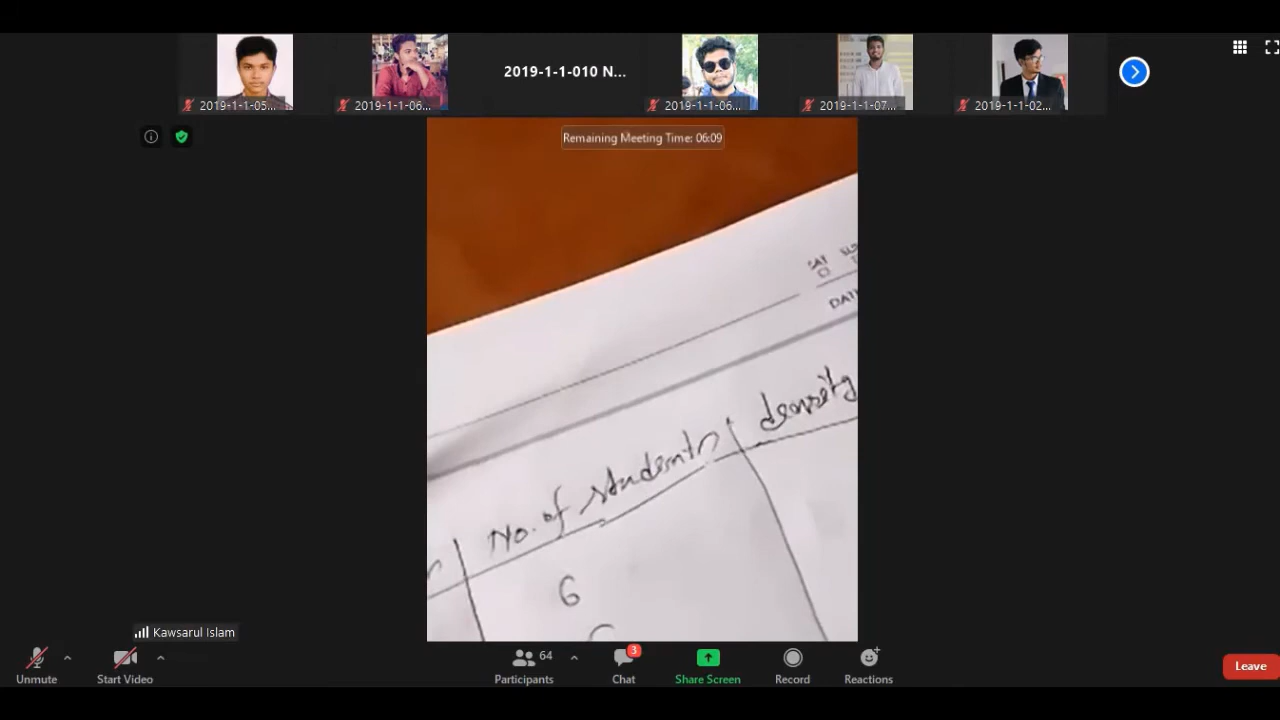 2019-1-1-05...
2019-1-1-06...
2019-1-1-010 N...
2019-1-1-06...
2019-1-1-07...
2019-1-1-02...
Remaining Meeting Time: 06:09
SAT
DAT
No. of students density
6
Kawsarul Islam
Unmute
Start Video
64
Participants
3
Chat
Share Screen
Record
Reactions
Leave